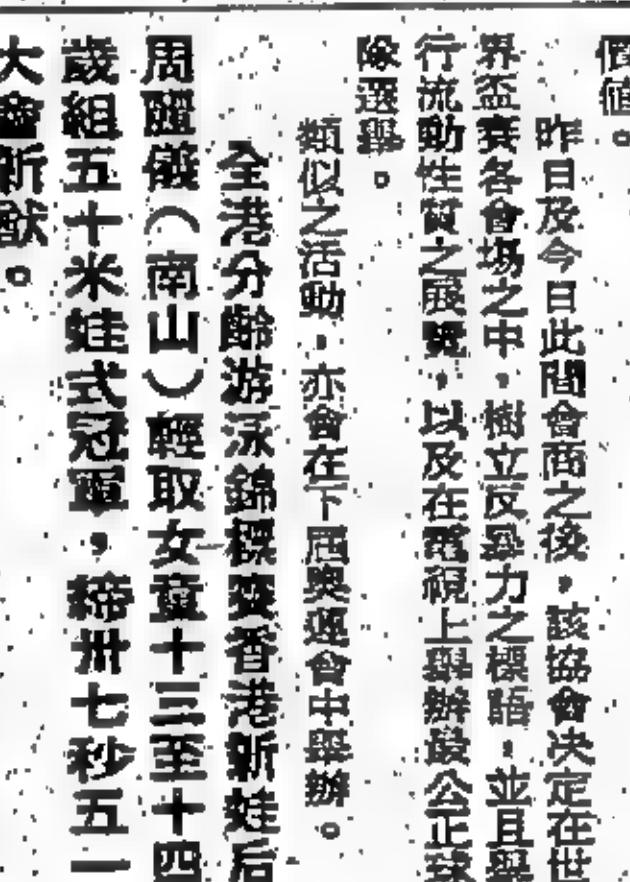 價值。
昨日及今日此間會商之後,該協會決定在世
界盃賽各會場之中,樹立反暴力之標語,並且舉
行流動性質之展覽,以及在電視上舉辦最公正球
隊選舉。
類似之活動,亦會在下屆奧運會中舉辦。
全港分齡游泳錦標賽香港新蛙后
周麗儀(南山)輕取女童十三至十四
歲組五十米蛙式冠軍,締卅七秒五一
大會新猷。